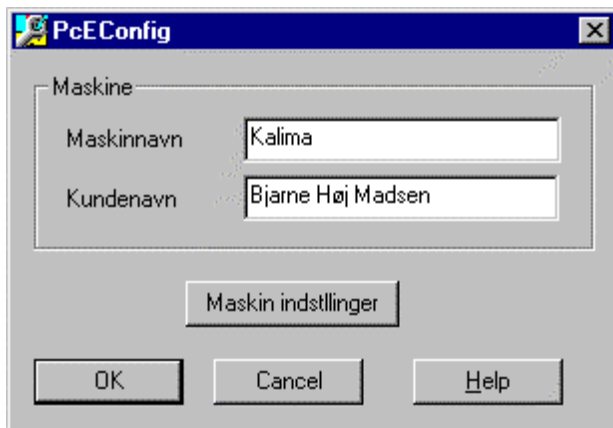 PcEConfig
Maskine
Maskinnavn Kalima
Kundenavn Bjarne Høj Madsen
Maskin indstllinger
OK Cancel Help